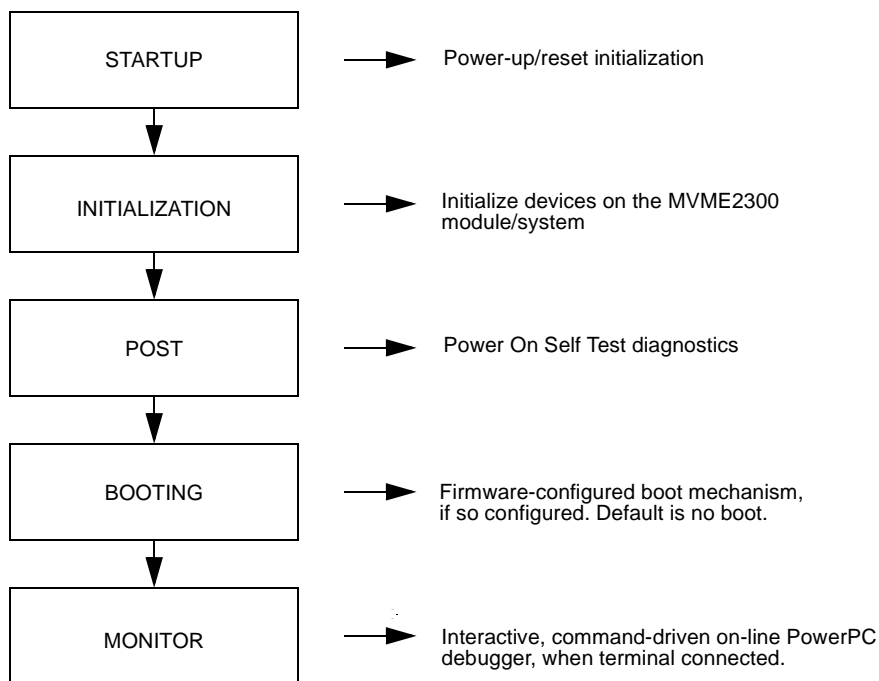 STARTUP
Power-up/reset initialization
INITIALIZATION
Initialize devices on the MVME2300
module/system
POST
Power On Self Test diagnostics
BOOTING
Firmware-configured boot mechanism,
if so configured. Default is no boot.
MONITOR
Interactive, command-driven on-line PowerPC
debugger, when terminal connected.